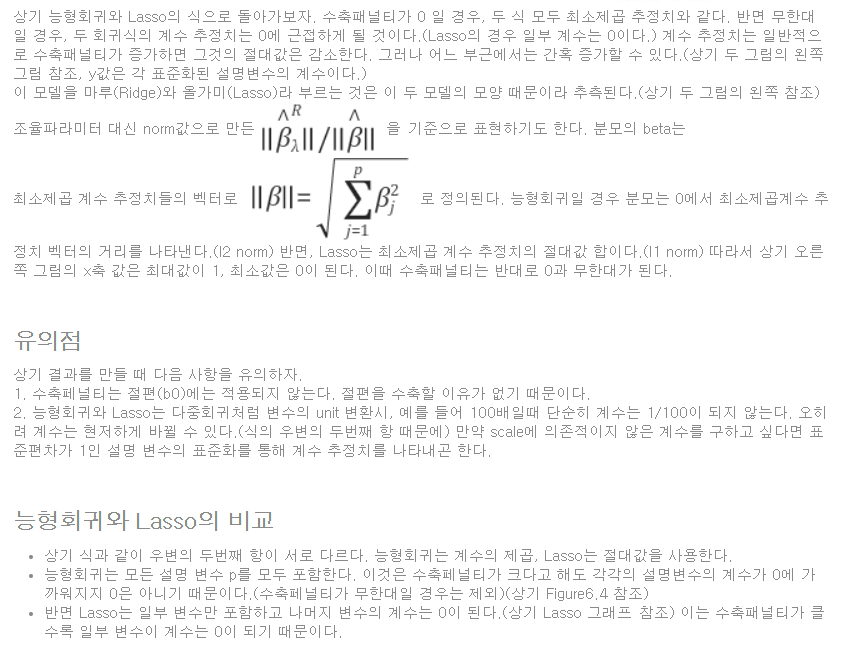 상기 능형회귀와 Lasso의 식으로 돌아가보자. 수축패널티가 0 일 경우, 두 식 모두 최소제곱 추정치와 같다. 반면 무한대
일 경우, 두 회귀식의 계수 추정치는 0에 근접하게 될 것이다.(Lasso의 경우 일부 계수는 0이다.) 계수 추정치는 일반적으
로 수축패널티가 증가하면 그것의 절대값은 감소한다. 그러나 어느 부근에서는 간혹 증가할 수 있다.(상기 두 그림의 왼쪽
그림 참조, y값은 각 표준화된 설명변수의 계수이다.)
이 모델을 마루(Ridge)와 올가미(Lasso)라 부르는 것은 이 두 모델의 모양 때문이라 추측된다.(상기 두 그림의 왼쪽 참조)
조율파라미터 대신 norm값으로 만든 ||β̂_λ^R||/||β̂|| 을 기준으로 표현하기도 한다. 분모의 beta는
최소제곱 계수 추정치들의 벡터로 ||β||= √(∑_{j=1}^{p} β_j^2) 로 정의된다. 능형회귀일 경우 분모는 0에서 최소제곱계수 추
정치 벡터의 거리를 나타낸다.(l2 norm) 반면, Lasso는 최소제곱 계수 추정치의 절대값 합이다.(l1 norm) 따라서 상기 오른
쪽 그림의 x축 값은 최대값이 1, 최소값은 0이 된다. 이때 수축패널티는 반대로 0과 무한대가 된다.
유의점
상기 결과를 만들 때 다음 사항을 유의하자.
1. 수축페널티는 절편(b0)에는 적용되지 않는다. 절편을 수축할 이유가 없기 때문이다.
2. 능형회귀와 Lasso는 다중회귀처럼 변수의 unit 변환시, 예를 들어 100배일때 단순히 계수는 1/100이 되지 않는다. 오히
려 계수는 현저하게 바뀔 수 있다.(식의 우변의 두번째 항 때문에) 만약 scale에 의존적이지 않은 계수를 구하고 싶다면 표
준편차가 1인 설명 변수의 표준화를 통해 계수 추정치를 나타내곤 한다.
능형회귀와 Lasso의 비교
• 상기 식과 같이 우변의 두번째 항이 서로 다르다. 능형회귀는 계수의 제곱, Lasso는 절대값을 사용한다.
• 능형회귀는 모든 설명 변수 p를 모두 포함한다. 이것은 수축페널티가 크다고 해도 각각의 설명변수의 계수가 0에 가
까워지지 0은 아니기 때문이다.(수축페널티가 무한대일 경우는 제외)(상기 Figure6.4 참조)
• 반면 Lasso는 일부 변수만 포함하고 나머지 변수의 계수는 0이 된다.(상기 Lasso 그래프 참조) 이는 수축패널티가 클
수록 일부 변수이 계수는 0이 되기 때문이다.